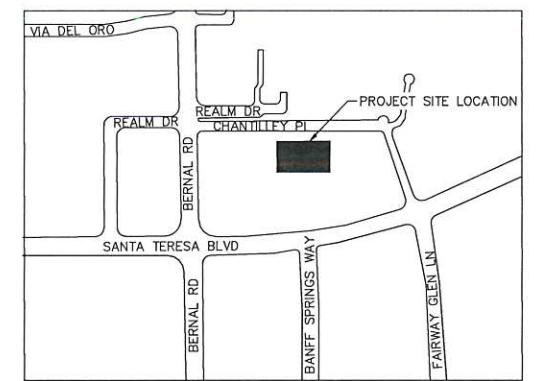 VIA DEL ORO
REALM DR
PROJECT SITE LOCATION
REALM DR
CHANTILLEY Pl
BERNAL RD
SANTA TERESA BLVD
BERNAL RD
BANFF SPRINGS WAY
FAIRWAY GLEN LN